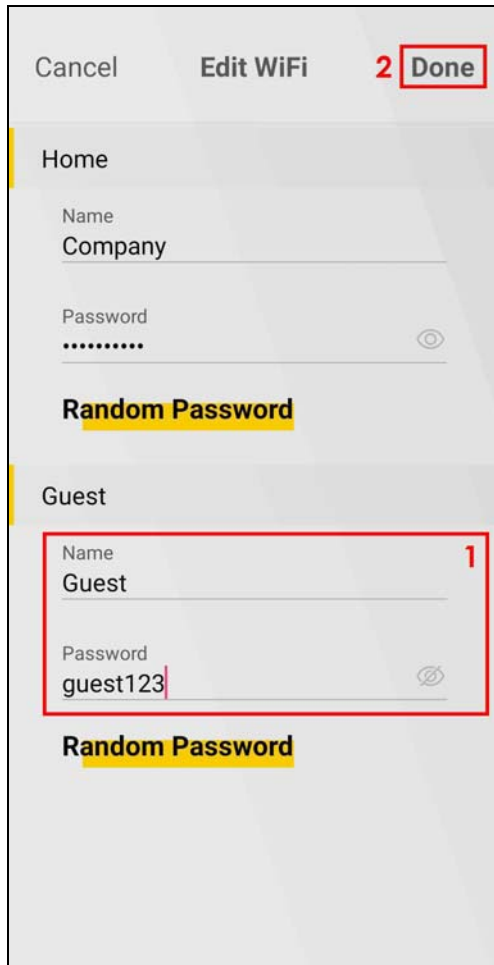 Cancel Edit WiFi 2 Done
Home
Name
Company
Password
••••••••••
Random Password
Guest
Name 1
Guest
Password
guest123
Random Password